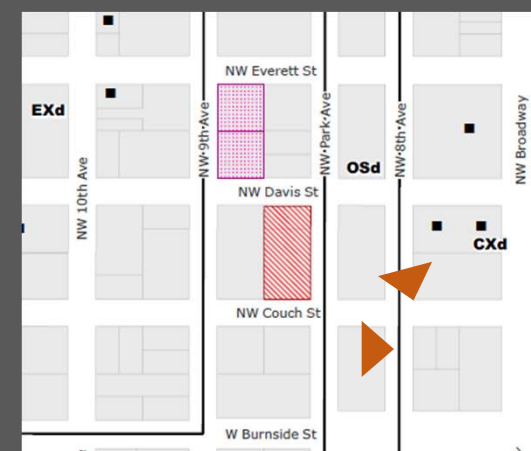 NW Everett St
EXd
NW 9th Ave
NW Park Ave
NW 8th Ave
NW Broadway
NW 10th Ave
OSd
NW Davis St
CXd
NW Couch St
W Burnside St